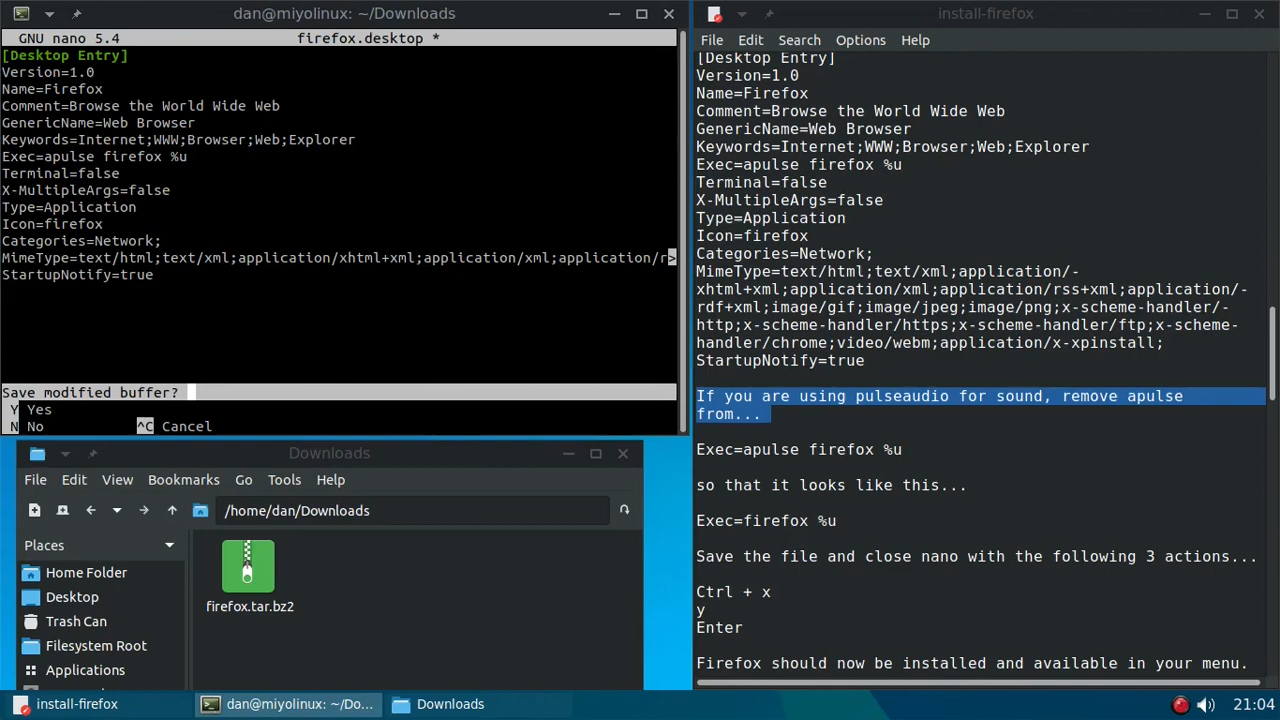 dan@miyolinux: ~/Downloads
GNU nano 5.4 firefox.desktop *
[Desktop Entry]
Version=1.0
Name=Firefox
Comment=Browse the World Wide Web
GenericName=Web Browser
Keywords=Internet;WWW;Browser;Web;Explorer
Exec=apulse firefox %u
Terminal=false
X-MultipleArgs=false
Type=Application
Icon=firefox
Categories=Network;
MimeType=text/html;text/xml;application/xhtml+xml;application/xml;application/r>
StartupNotify=true
Save modified buffer?
Y Yes
N No ^C Cancel
Downloads
File Edit View Bookmarks Go Tools Help
/home/dan/Downloads
Places
Home Folder
Desktop
Trash Can
Filesystem Root
Applications
firefox.tar.bz2
install-firefox
File Edit Search Options Help
[Desktop Entry]
Version=1.0
Name=Firefox
Comment=Browse the World Wide Web
GenericName=Web Browser
Keywords=Internet;WWW;Browser;Web;Explorer
Exec=apulse firefox %u
Terminal=false
X-MultipleArgs=false
Type=Application
Icon=firefox
Categories=Network;
MimeType=text/html;text/xml;application/-
xhtml+xml;application/xml;application/rss+xml;application/-
rdf+xml;image/gif;image/jpeg;image/png;x-scheme-handler/-
http;x-scheme-handler/https;x-scheme-handler/ftp;x-scheme-
handler/chrome;video/webm;application/x-xpinstall;
StartupNotify=true
If you are using pulseaudio for sound, remove apulse
from...
Exec=apulse firefox %u
so that it looks like this...
Exec=firefox %u
Save the file and close nano with the following 3 actions...
Ctrl + x
y
Enter
Firefox should now be installed and available in your menu.
install-firefox dan@miyolinux: ~/Do... Downloads 21:04